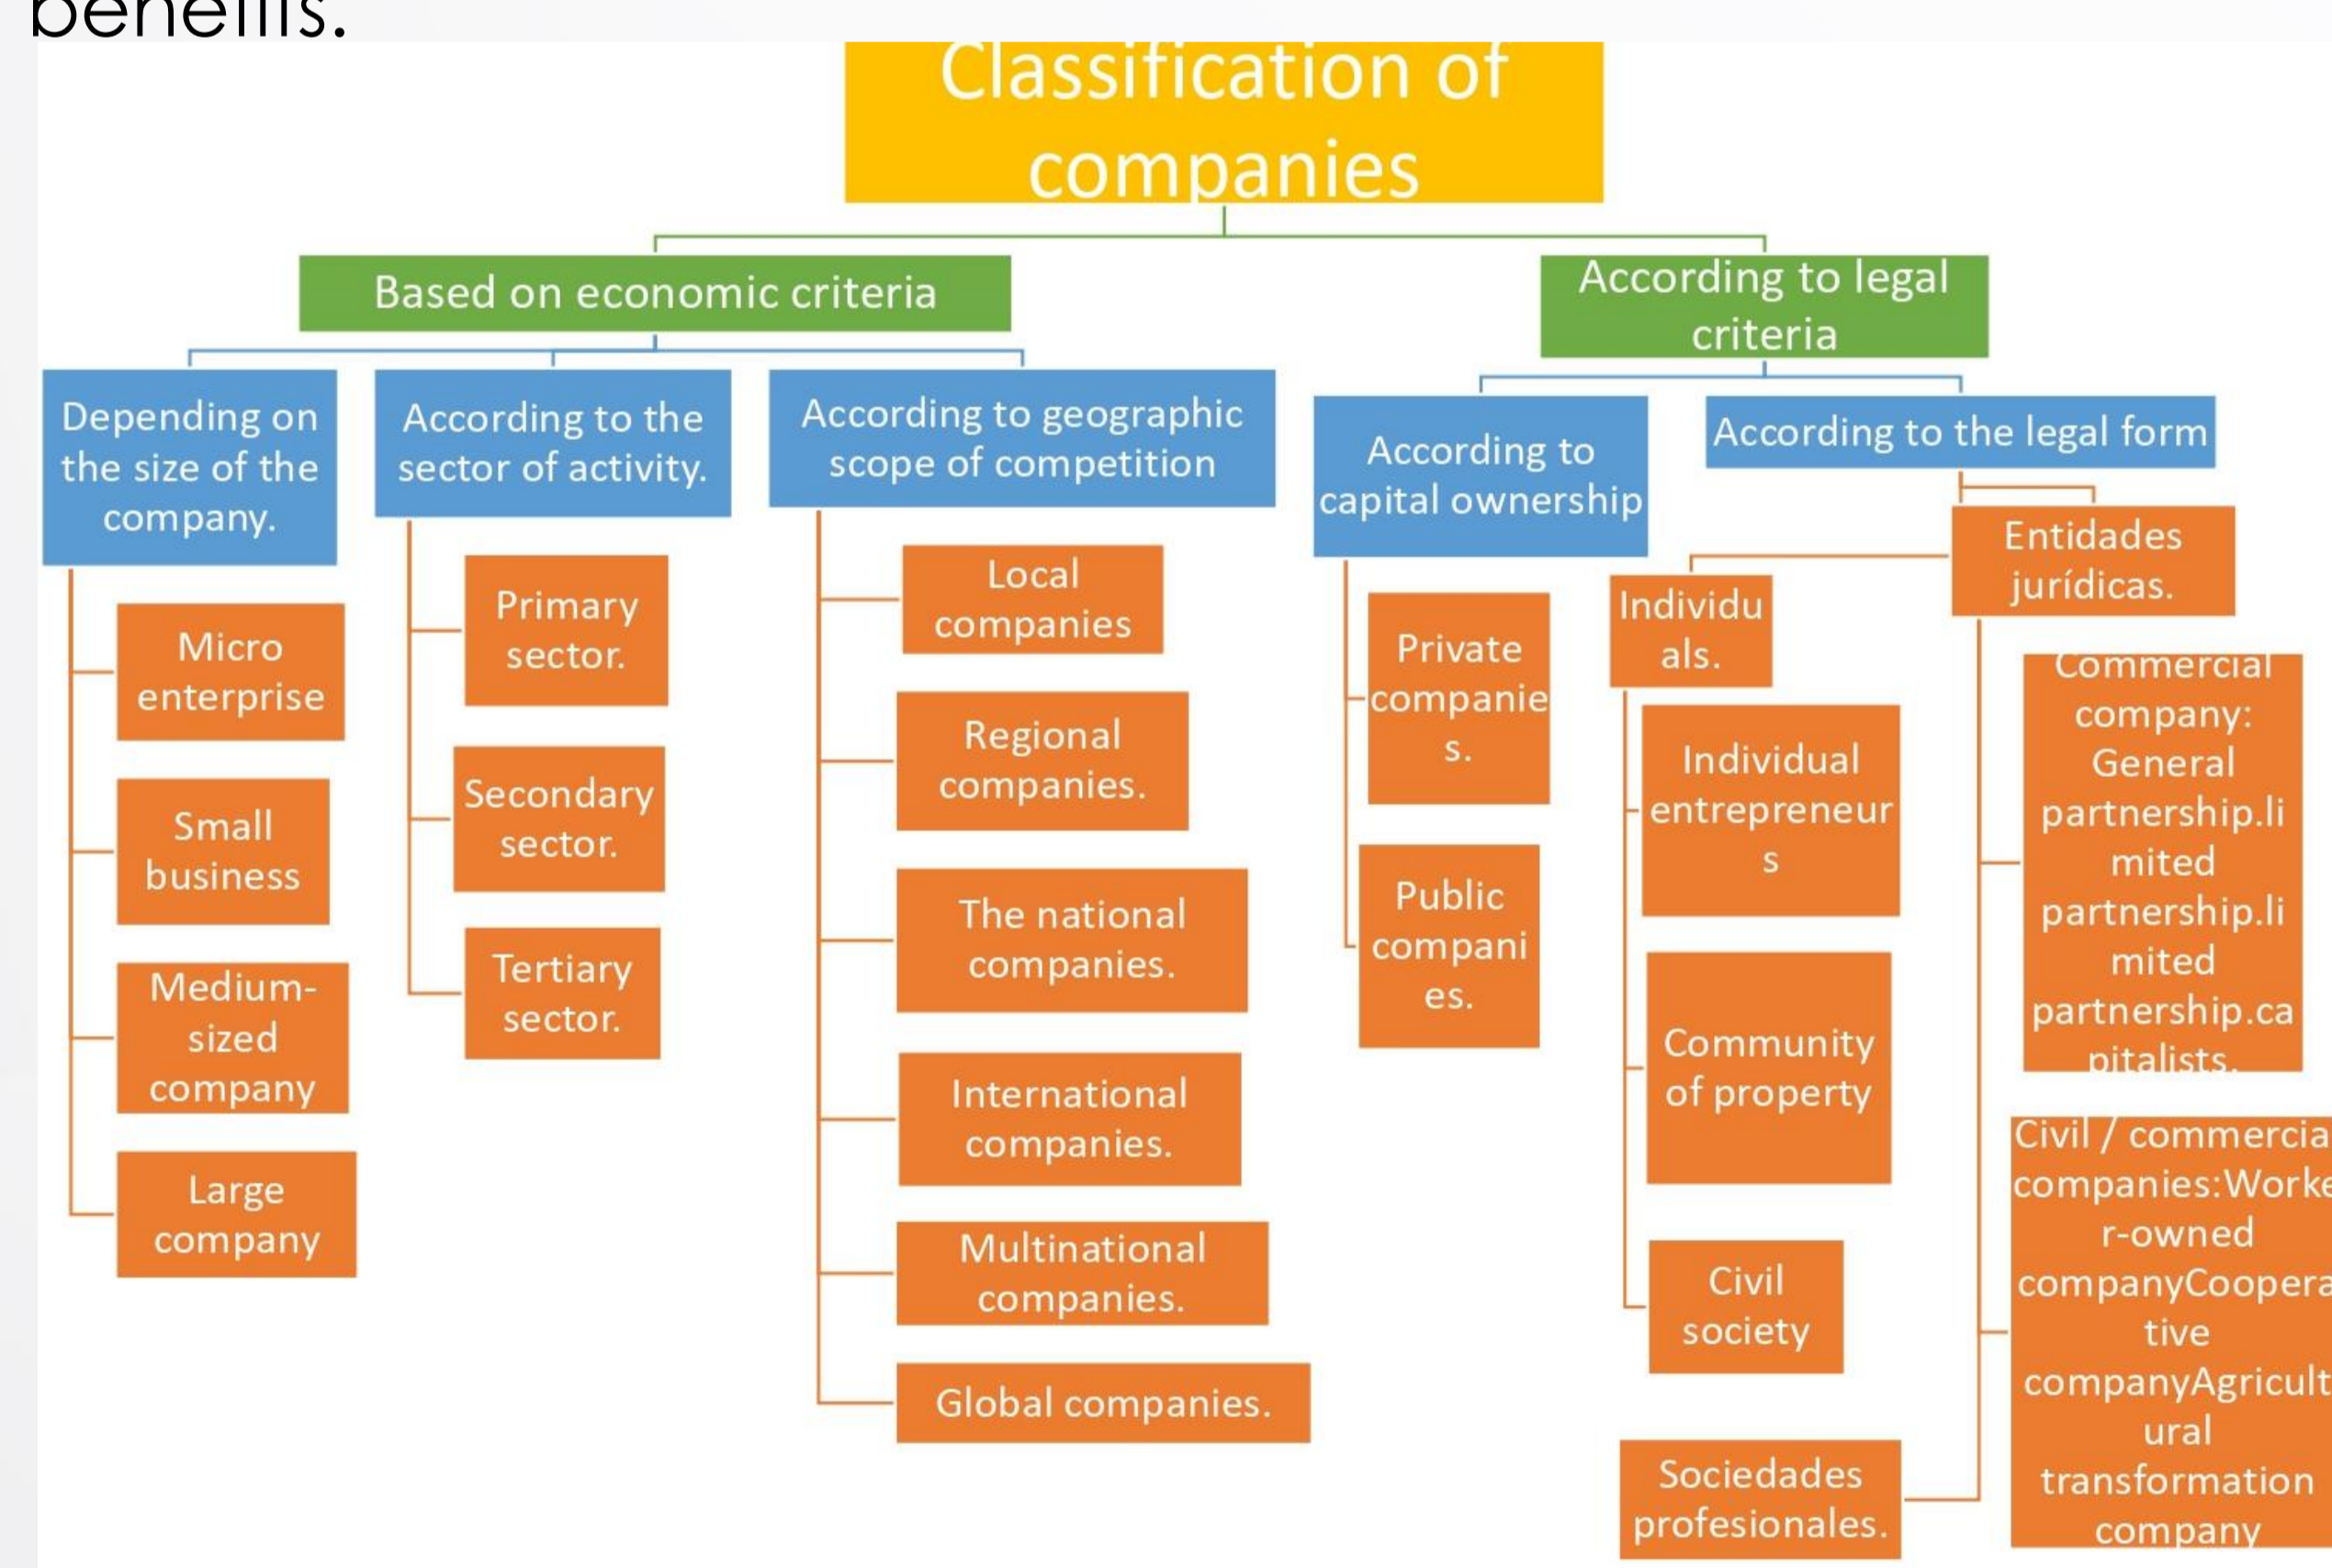 benefits.
Classification of
companies
Based on economic criteria
According to legal
criteria
Depending on
the size of the
company.
According to the
sector of activity.
According to geographic
scope of competition
According to
capital ownership
According to the legal form
Micro
enterprise
Small
business
Medium-
sized
company
Large
company
Primary
sector.
Secondary
sector.
Tertiary
sector.
Local
companies
Regional
companies.
The national
companies.
International
companies.
Multinational
companies.
Global companies.
Private
companie
s.
Public
compani
es.
Individu
als.
Individual
entrepreneur
s
Community
of property
Civil
society
Entidades
jurídicas.
Commercial
company:
General
partnership.li
mited
partnership.li
mited
partnership.ca
pitalists.
Civil / commercia
companies:Worke
r-owned
companyCoopera
tive
companyAgricult
ural
transformation
company
Sociedades
profesionales.